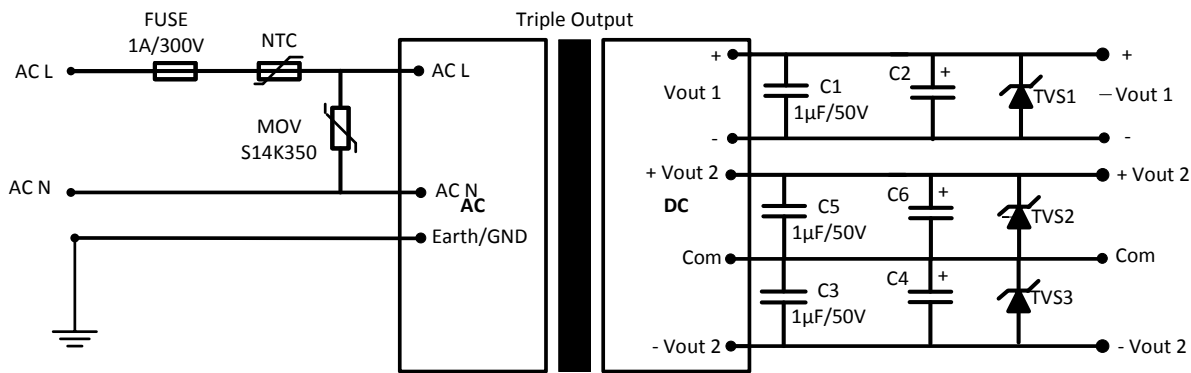 Triple Output
FUSE
1A/300V
NTC
AC L
AC L
MOV
S14K350
AC N
AC N
AC
Earth/GND
+
Vout 1
-
+ Vout 2
DC
Com
- Vout 2
C1
1µF/50V
C2
+
TVS1
+
Vout 1
-
C5
1µF/50V
C6
+
TVS2
+ Vout 2
Com
C3
1µF/50V
C4
+
TVS3
- Vout 2